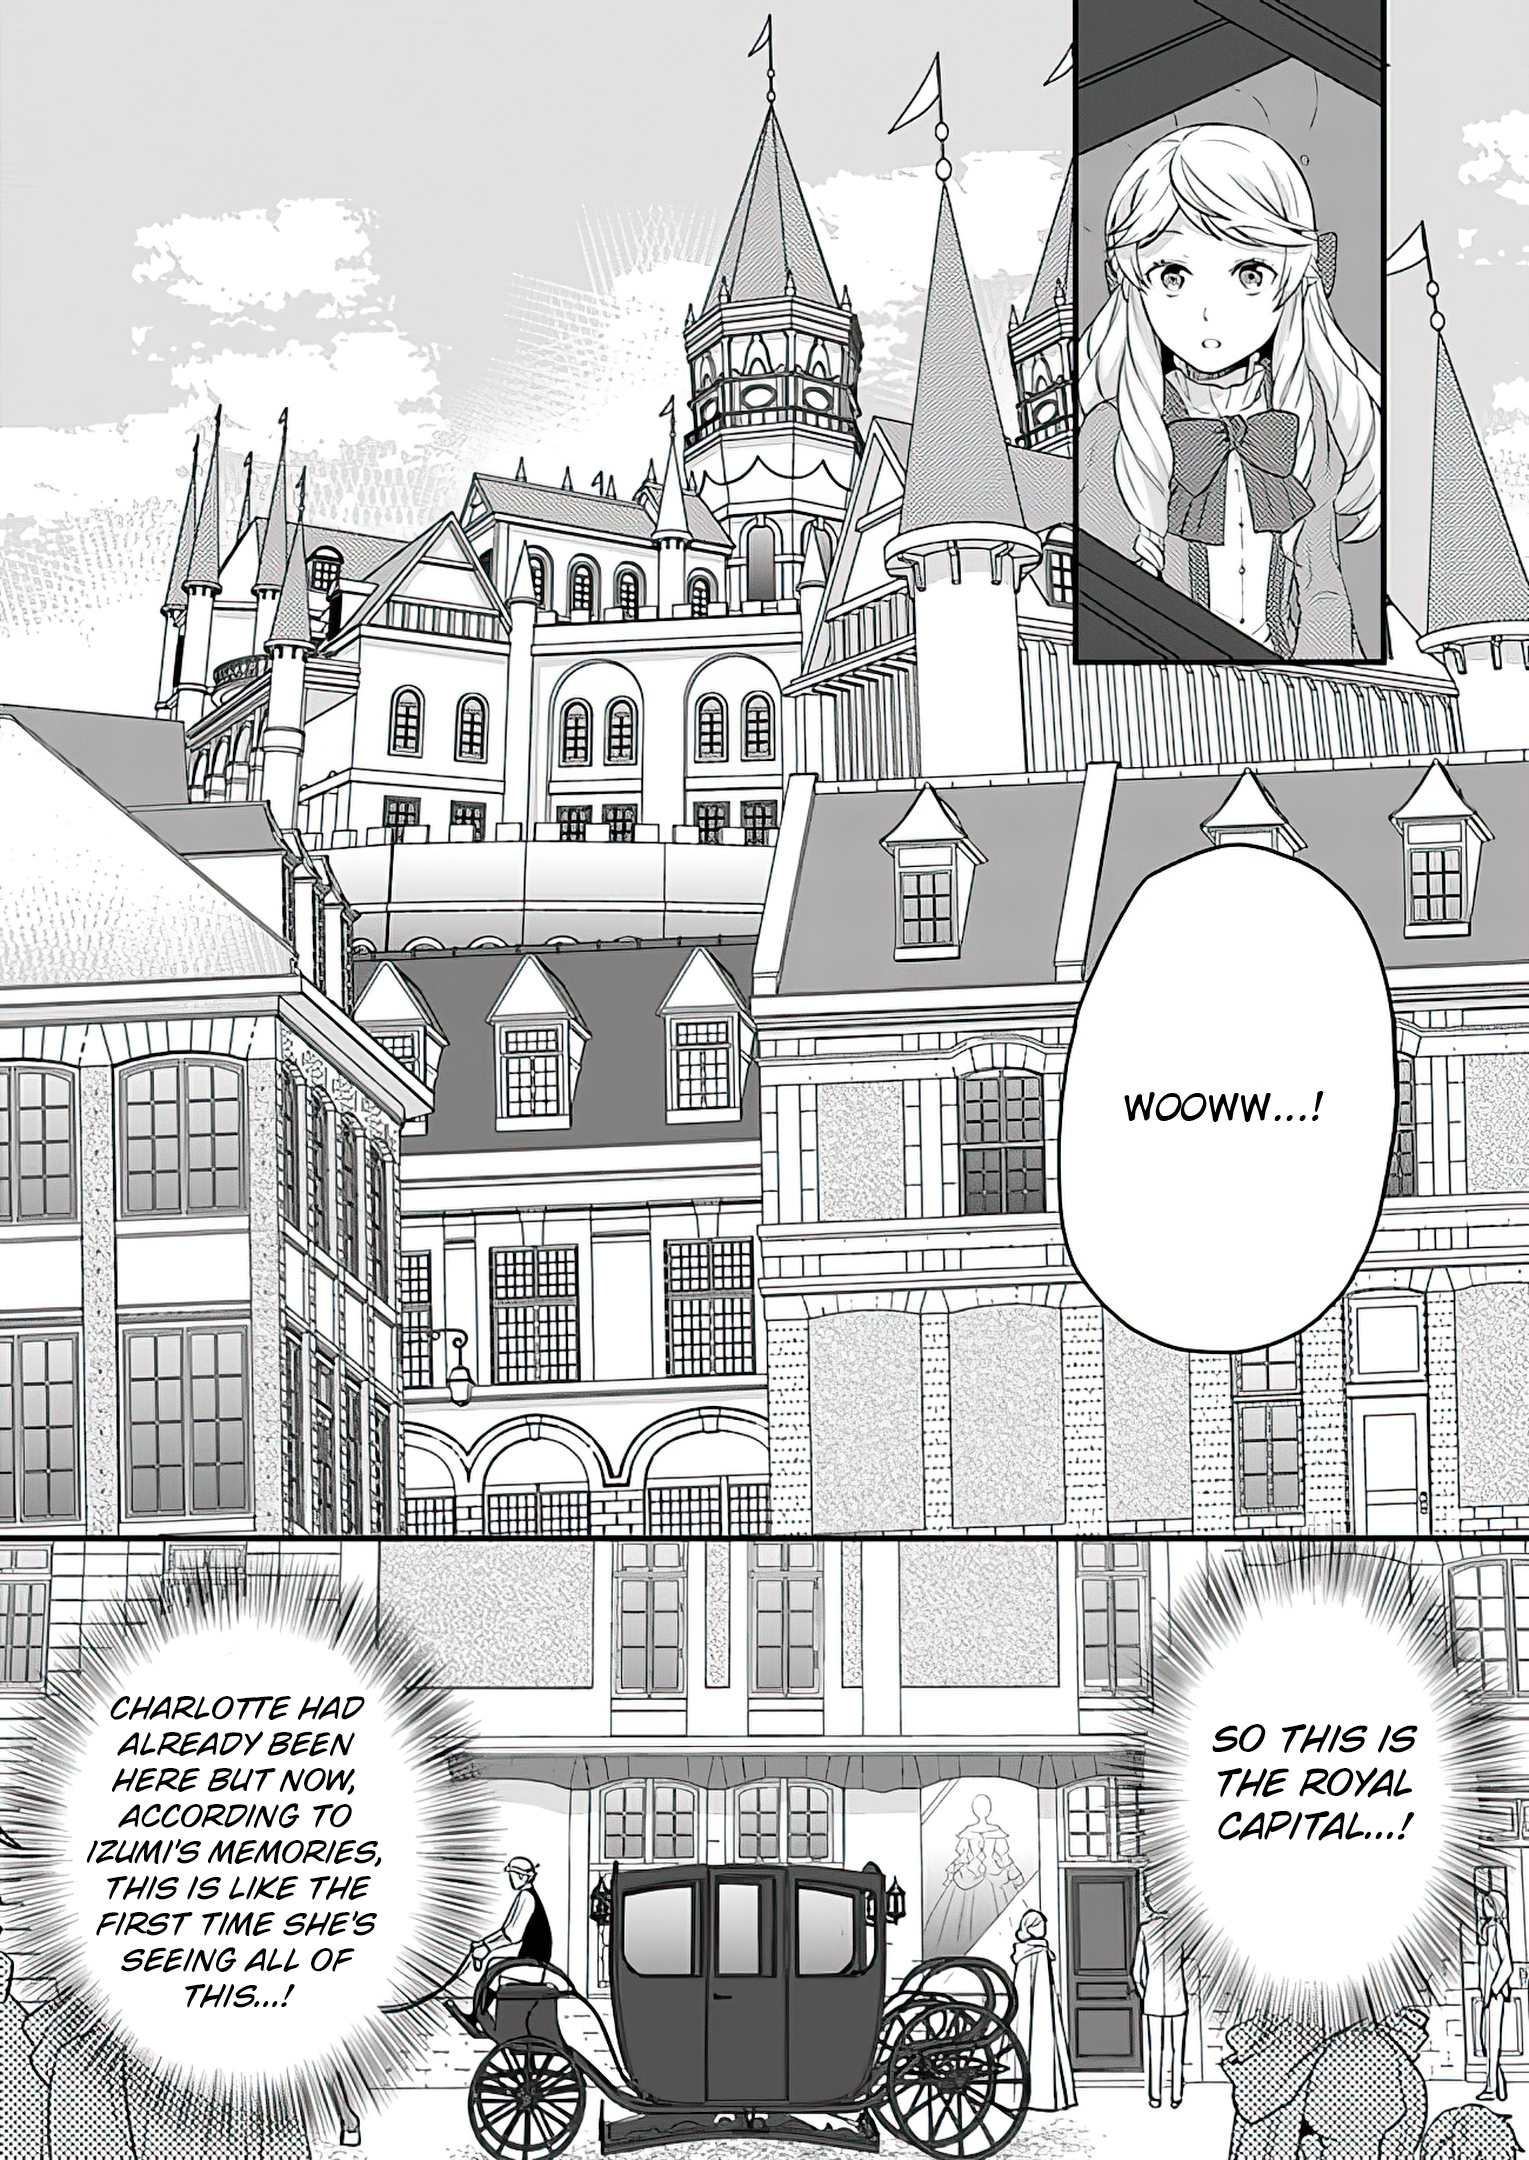 WOOWW...!
SO THIS IS
THE ROYAL
CAPITAL...!
CHARLOTTE HAD
ALREADY BEEN
HERE BUT NOW,
ACCORDING TO
IZUMI'S MEMORIES,
THIS IS LIKE THE
FIRST TIME SHE'S
SEEING ALL OF
THIS...!